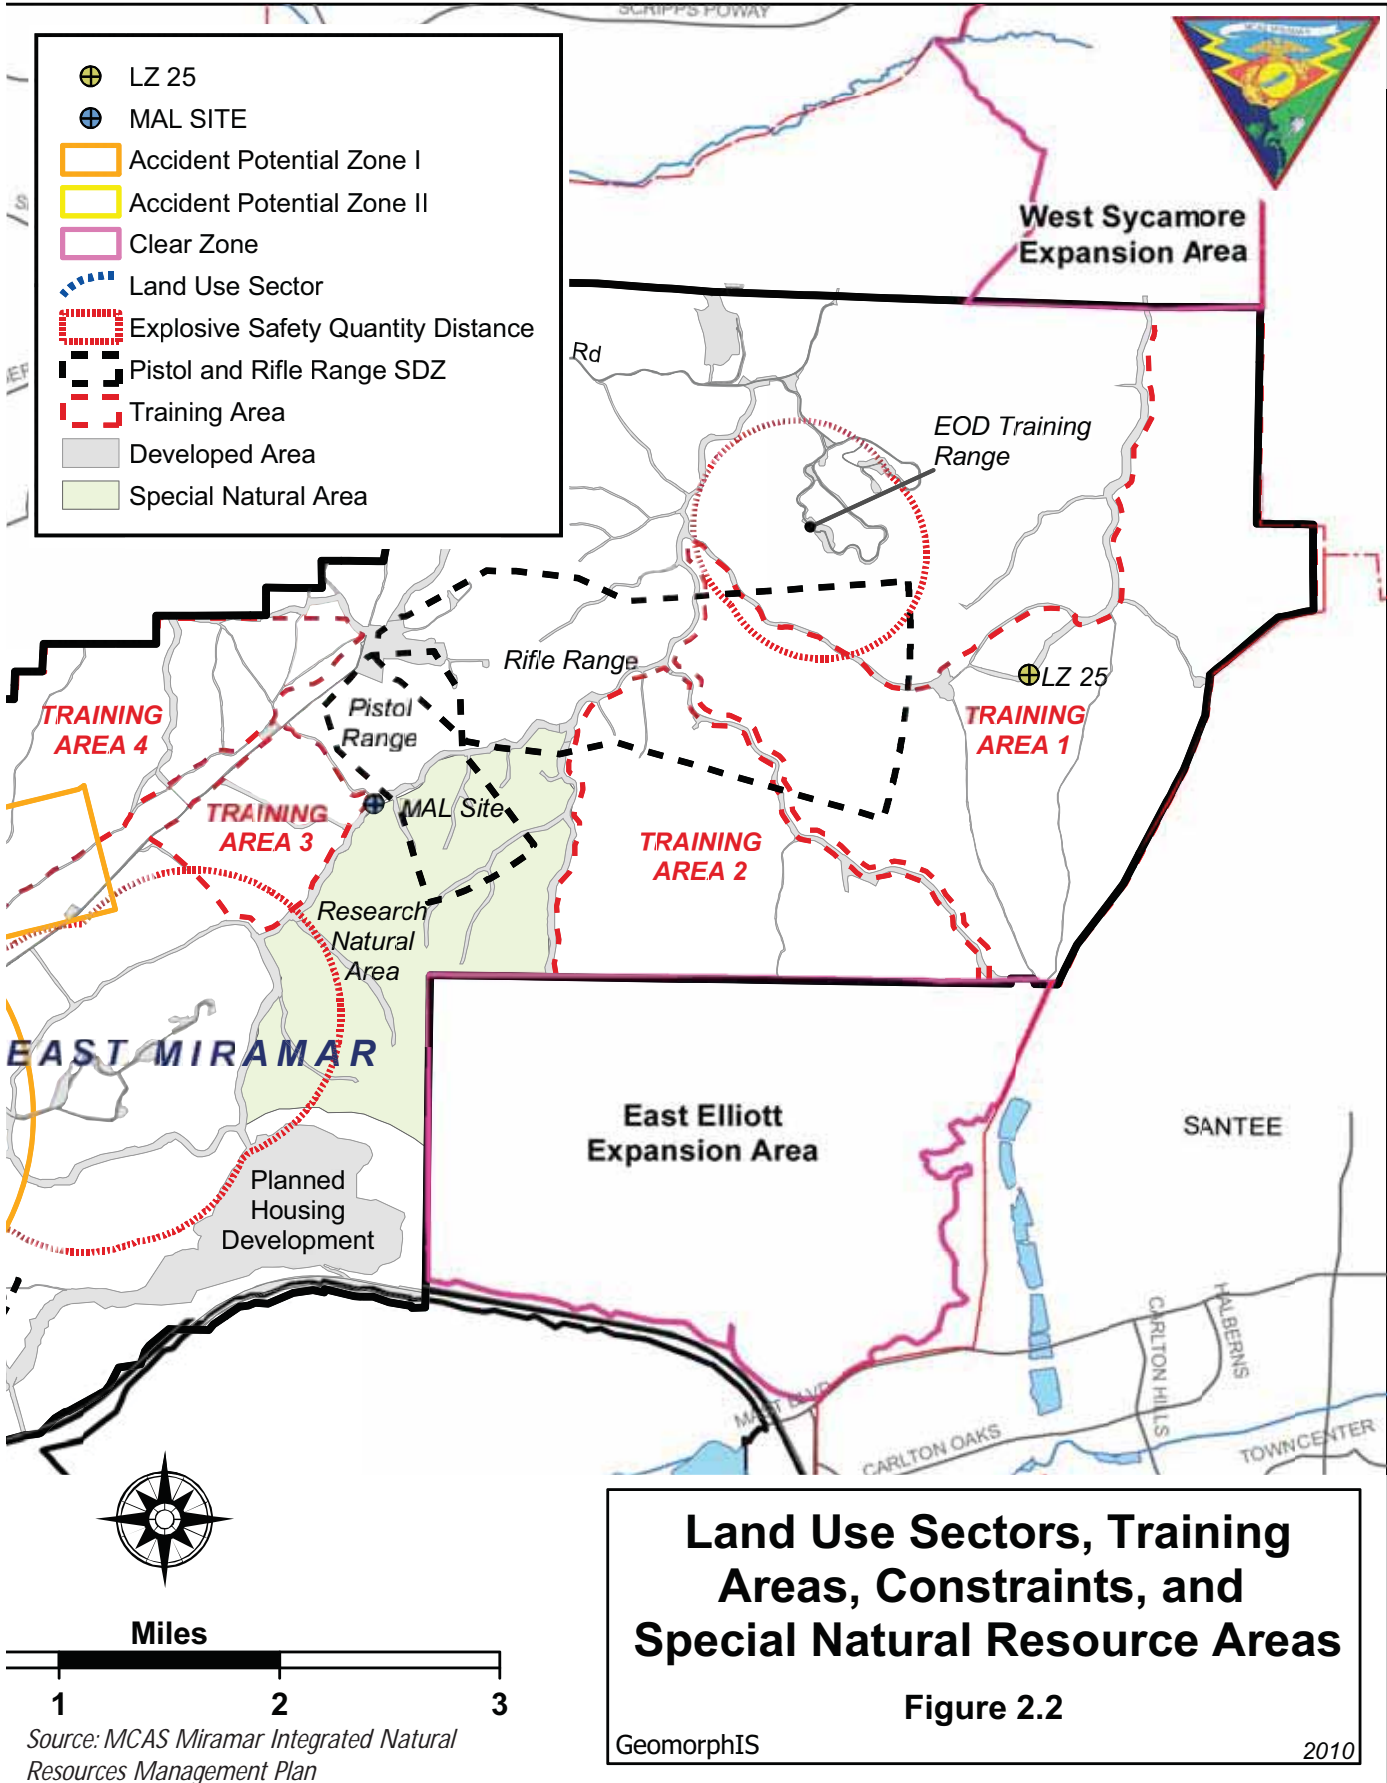 SCRIPPS POWAY
LZ 25
MAL SITE
Accident Potential Zone I
Accident Potential Zone II
Clear Zone
Land Use Sector
Explosive Safety Quantity Distance
Pistol and Rifle Range SDZ
Training Area
Developed Area
Special Natural Area
West Sycamore
Expansion Area
Rd
EOD Training
Range
Rifle Range
LZ 25
TRAINING
AREA 4
Pistol
Range
TRAINING
AREA 1
TRAINING
AREA 3
MAL Site
TRAINING
AREA 2
Research
Natural
Area
EAST MIRAMAR
East Elliott
Expansion Area
SANTEE
Planned
Housing
Development
HALBERNS
CARLTON HILLS
MAST BLVD
CARLTON OAKS
TOWN CENTER
Miles
1 2 3
Source: MCAS Miramar Integrated Natural
Resources Management Plan
Land Use Sectors, Training
Areas, Constraints, and
Special Natural Resource Areas
Figure 2.2
GeomorphIS
2010